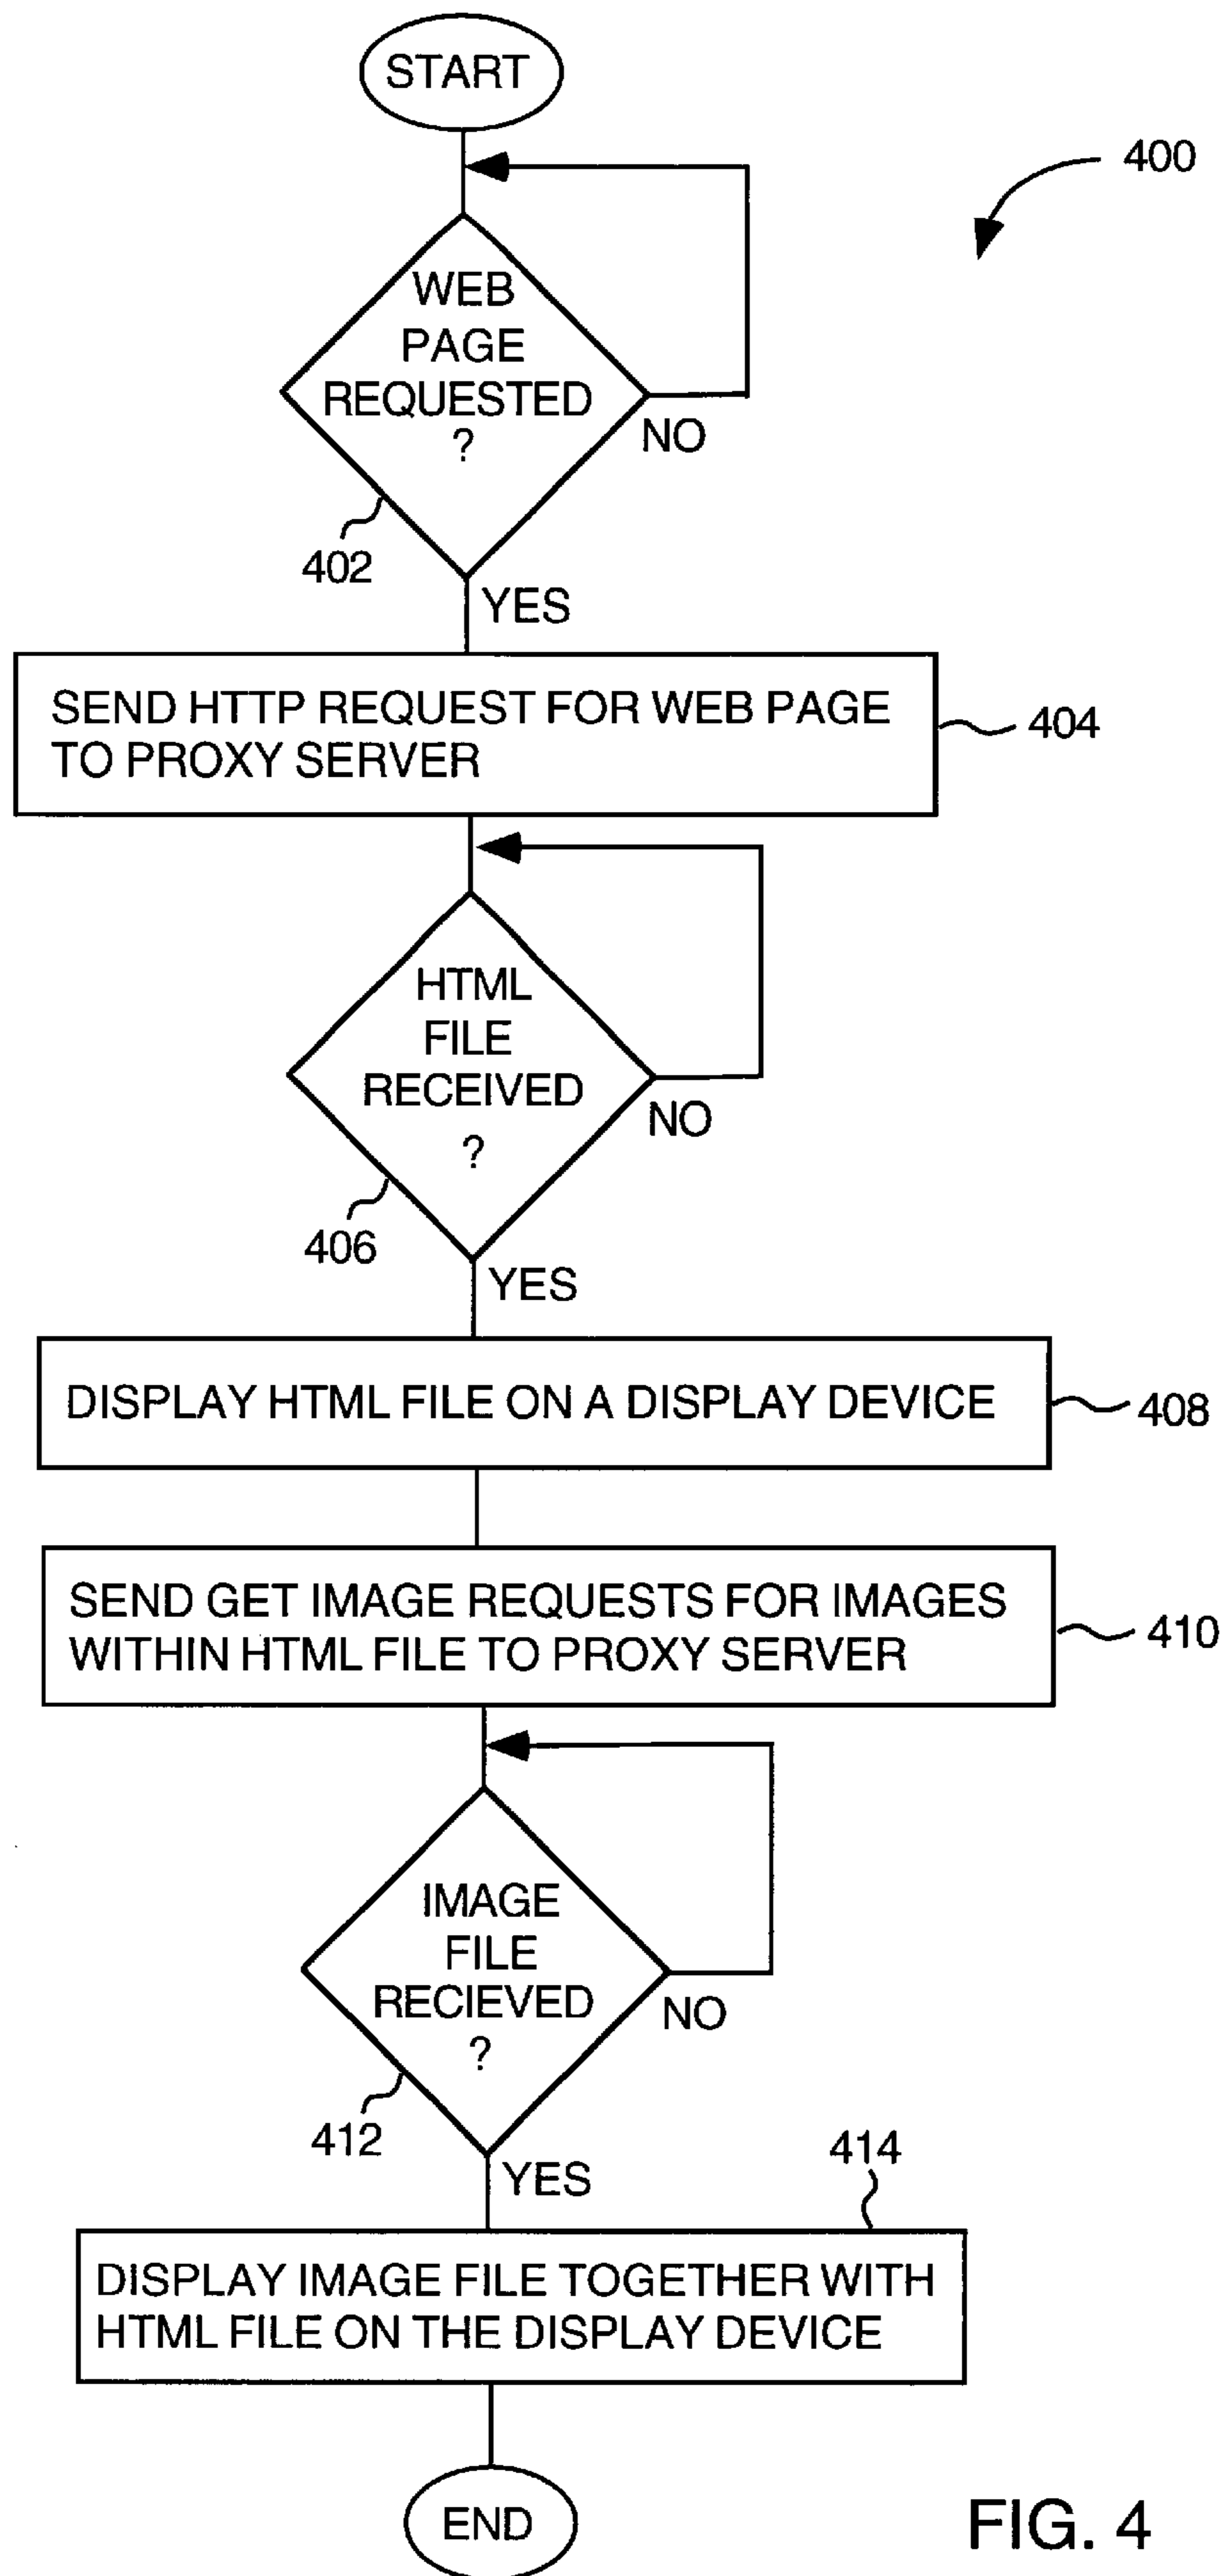 START
400
WEB
PAGE
REQUESTED
?
NO
402
YES
SEND HTTP REQUEST FOR WEB PAGE
TO PROXY SERVER
404
HTML
FILE
RECEIVED
?
NO
406
YES
DISPLAY HTML FILE ON A DISPLAY DEVICE
408
SEND GET IMAGE REQUESTS FOR IMAGES
WITHIN HTML FILE TO PROXY SERVER
410
IMAGE
FILE
RECIEVED
?
NO
412
YES
414
DISPLAY IMAGE FILE TOGETHER WITH
HTML FILE ON THE DISPLAY DEVICE
END
FIG. 4